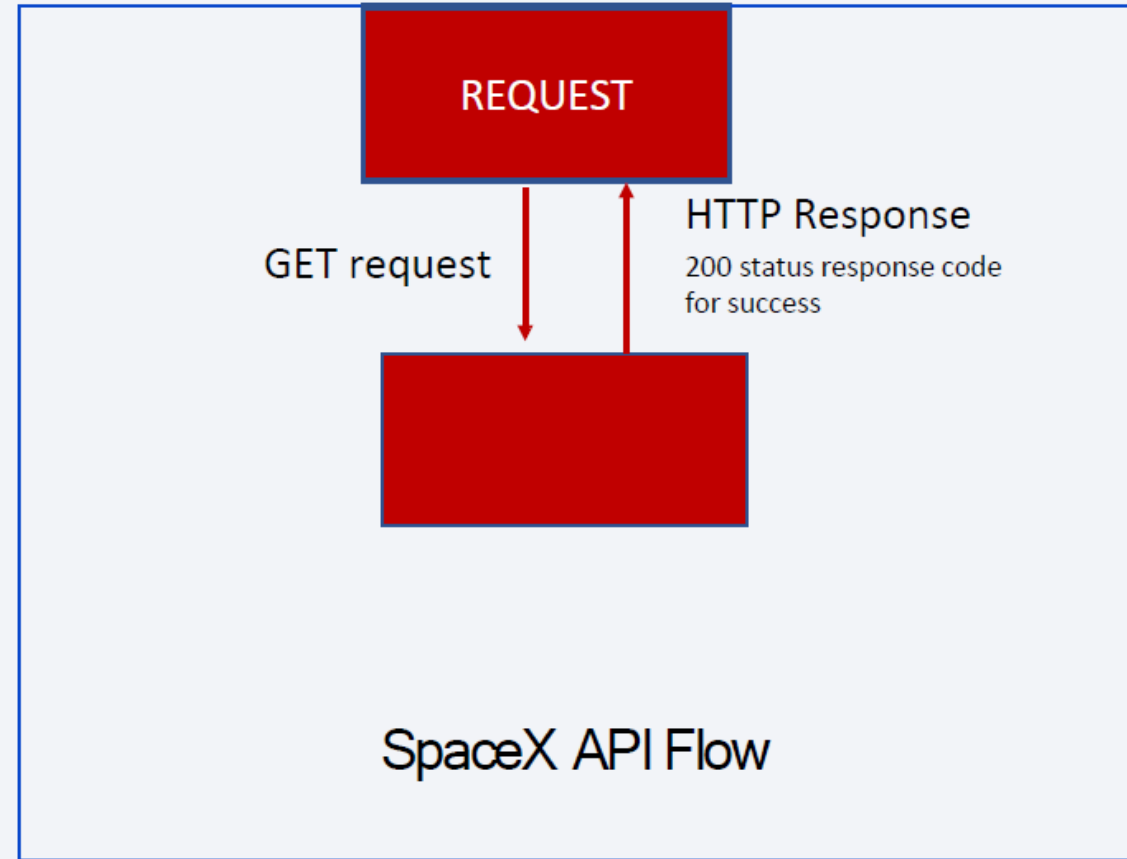 REQUEST
GET request
HTTP Response
200 status response code
for success
SpaceX API Flow